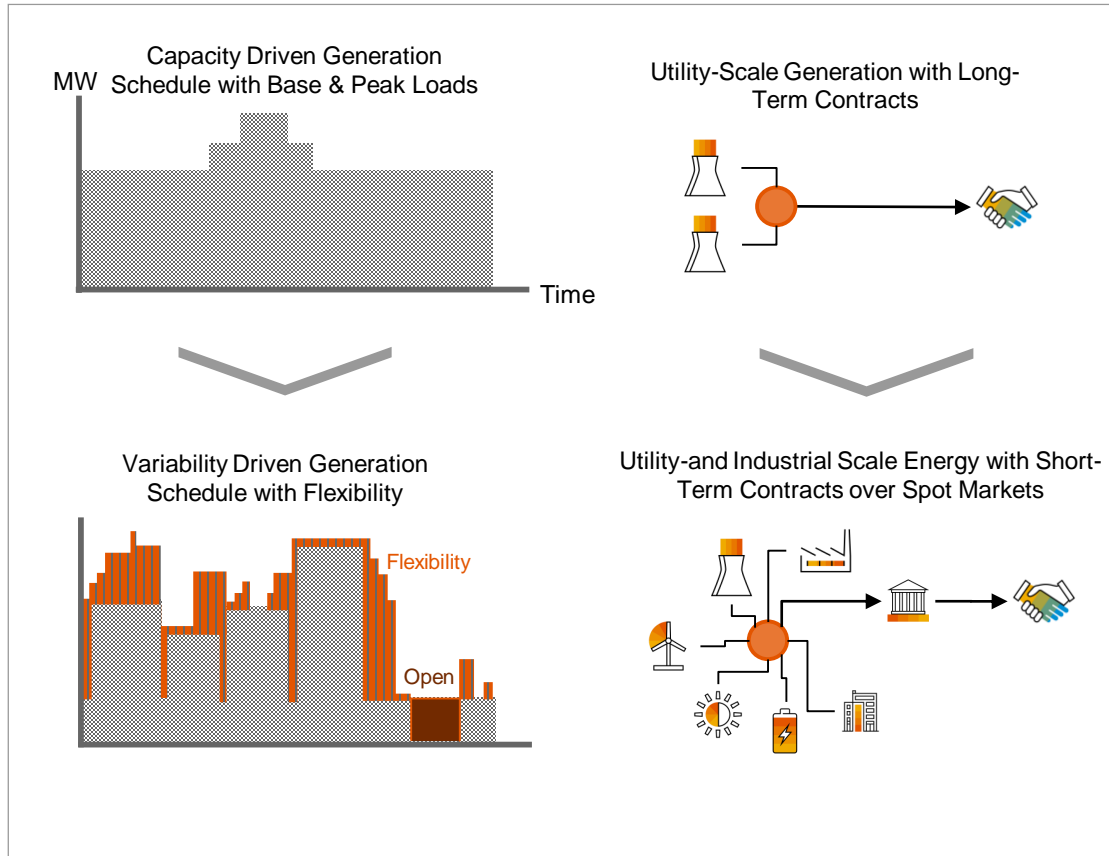 Capacity Driven Generation
Schedule with Base & Peak Loads
MW
Time
Utility-Scale Generation with Long-
Term Contracts
Variability Driven Generation
Schedule with Flexibility
Flexibility
Open
Utility-and Industrial Scale Energy with Short-
Term Contracts over Spot Markets